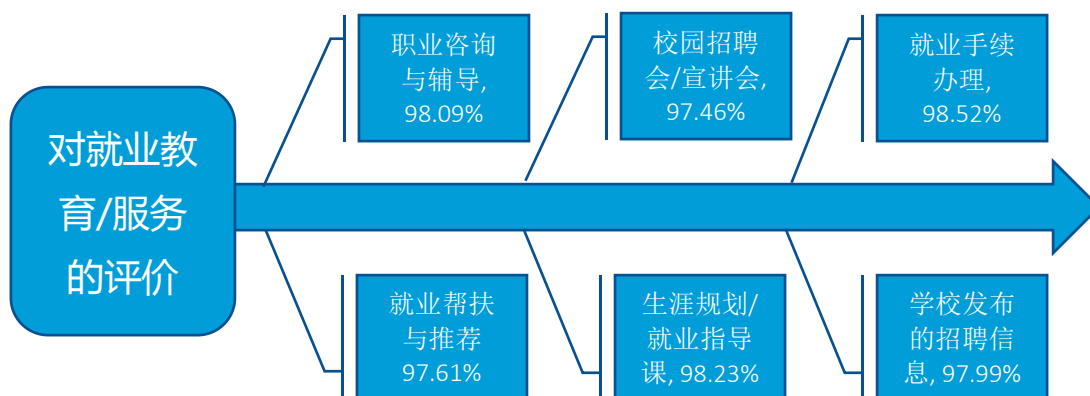 对就业教
育/服务
的评价
职业咨询
与辅导,
98.09%
校园招聘
会/宣讲会,
97.46%
就业手续
办理,
98.52%
就业帮扶
与推荐
97.61%
生涯规划/
就业指导
课, 98.23%
学校发布
的招聘信
息, 97.99%